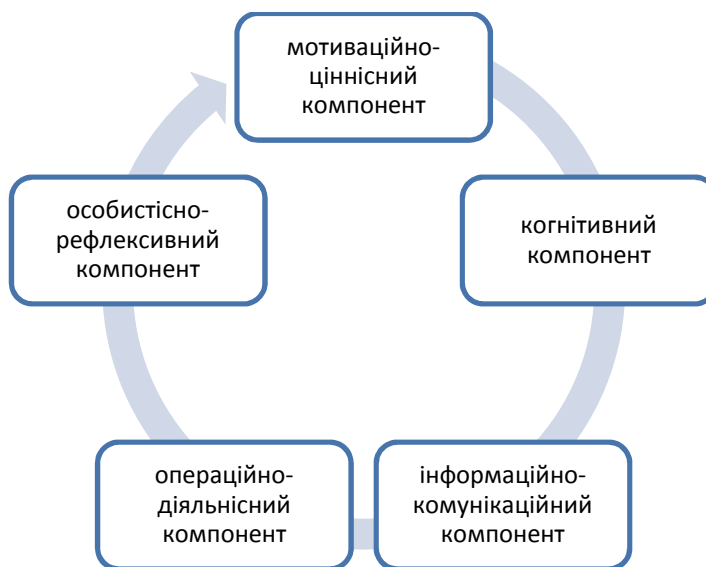 мотиваційно-
ціннісний
компонент
когнітивний
компонент
інформаційно-
комунікаційний
компонент
операційно-
діяльнісний
компонент
особистісно-
рефлексивний
компонент